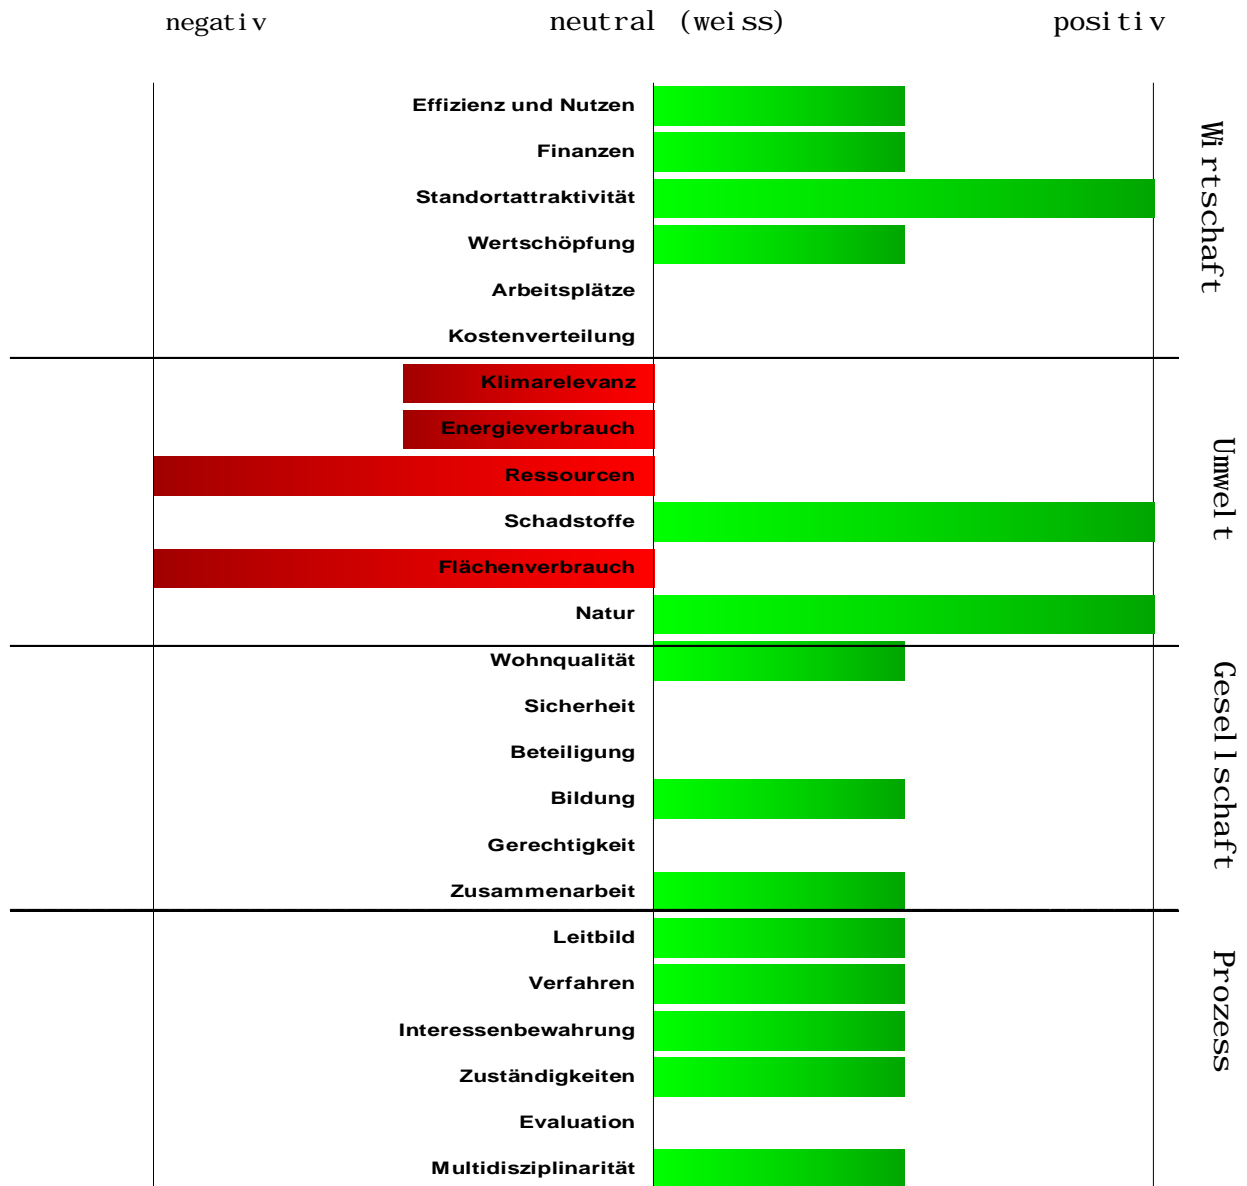 negativ neutral (weiss) positiv
Wirtschaft
Effizienz und Nutzen
Finanzen
Standortattraktivität
Wertschöpfung
Arbeitsplätze
Kostenverteilung
Umwelt
Klimarelevanz
Energieverbrauch
Ressourcen
Schadstoffe
Flächenverbrauch
Natur
Gesellschaft
Wohnqualität
Sicherheit
Beteiligung
Bildung
Gerechtigkeit
Zusammenarbeit
Prozess
Leitbild
Verfahren
Interessenbewahrung
Zuständigkeiten
Evaluation
Multidisziplinarität